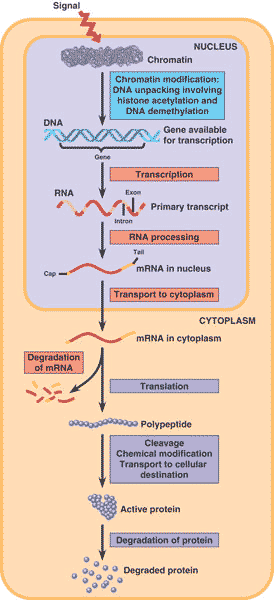 Signal
NUCLEUS
Chromatin
Chromatin modification:
DNA unpacking involving
histone acetylation and
DNA demethylation
DNA
Gene available
for transcription
Gene
Transcription
RNA
Exon
Primary transcript
Intron
RNA processing
Tail
mRNA in nucleus
Cap
Transport to cytoplasm
CYTOPLASM
mRNA in cytoplasm
Degradation
of mRNA
Translation
Polypeptide
Cleavage
Chemical modification
Transport to cellular
destination
Active protein
Degradation of protein
Degraded protein